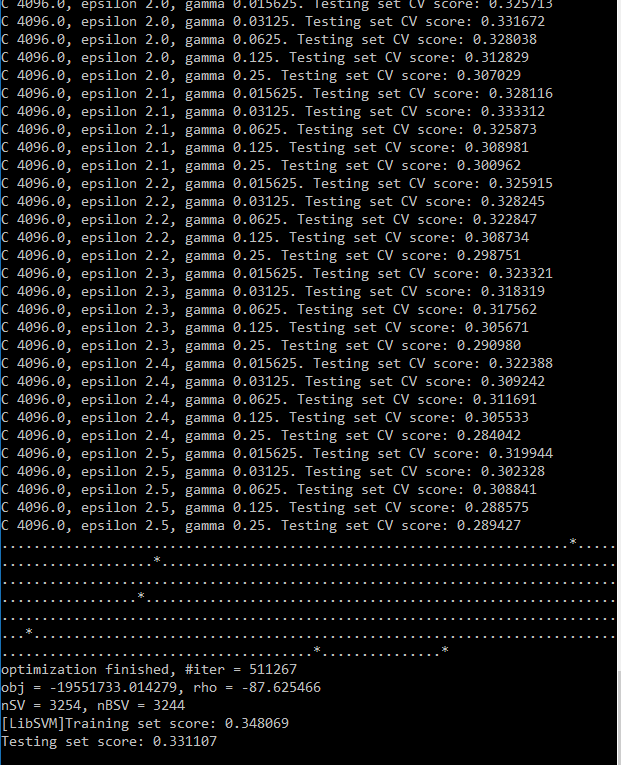 C 4096.0, epsilon 2.0, gamma 0.015625. Testing set CV score: 0.325713
C 4096.0, epsilon 2.0, gamma 0.03125. Testing set CV score: 0.331672
C 4096.0, epsilon 2.0, gamma 0.0625. Testing set CV score: 0.328038
C 4096.0, epsilon 2.0, gamma 0.125. Testing set CV score: 0.312829
C 4096.0, epsilon 2.0, gamma 0.25. Testing set CV score: 0.307029
C 4096.0, epsilon 2.1, gamma 0.015625. Testing set CV score: 0.328116
C 4096.0, epsilon 2.1, gamma 0.03125. Testing set CV score: 0.333312
C 4096.0, epsilon 2.1, gamma 0.0625. Testing set CV score: 0.325873
C 4096.0, epsilon 2.1, gamma 0.125. Testing set CV score: 0.308981
C 4096.0, epsilon 2.1, gamma 0.25. Testing set CV score: 0.300962
C 4096.0, epsilon 2.2, gamma 0.015625. Testing set CV score: 0.325915
C 4096.0, epsilon 2.2, gamma 0.03125. Testing set CV score: 0.328245
C 4096.0, epsilon 2.2, gamma 0.0625. Testing set CV score: 0.322847
C 4096.0, epsilon 2.2, gamma 0.125. Testing set CV score: 0.308734
C 4096.0, epsilon 2.2, gamma 0.25. Testing set CV score: 0.298751
C 4096.0, epsilon 2.3, gamma 0.015625. Testing set CV score: 0.323321
C 4096.0, epsilon 2.3, gamma 0.03125. Testing set CV score: 0.318319
C 4096.0, epsilon 2.3, gamma 0.0625. Testing set CV score: 0.317562
C 4096.0, epsilon 2.3, gamma 0.125. Testing set CV score: 0.305671
C 4096.0, epsilon 2.3, gamma 0.25. Testing set CV score: 0.290980
C 4096.0, epsilon 2.4, gamma 0.015625. Testing set CV score: 0.322388
C 4096.0, epsilon 2.4, gamma 0.03125. Testing set CV score: 0.309242
C 4096.0, epsilon 2.4, gamma 0.0625. Testing set CV score: 0.311691
C 4096.0, epsilon 2.4, gamma 0.125. Testing set CV score: 0.305533
C 4096.0, epsilon 2.4, gamma 0.25. Testing set CV score: 0.284042
C 4096.0, epsilon 2.5, gamma 0.015625. Testing set CV score: 0.319944
C 4096.0, epsilon 2.5, gamma 0.03125. Testing set CV score: 0.302328
C 4096.0, epsilon 2.5, gamma 0.0625. Testing set CV score: 0.308841
C 4096.0, epsilon 2.5, gamma 0.125. Testing set CV score: 0.288575
C 4096.0, epsilon 2.5, gamma 0.25. Testing set CV score: 0.289427
.......................................................................*.....
...................*.........................................................
.............................................................................
.................*...........................................................
.............................................................................
...*.........................................................................
.......................................*...............*
optimization finished, #iter = 511267
obj = -19551733.014279, rho = -87.625466
nSV = 3254, nBSV = 3244
[LibSVM]Training set score: 0.348069
Testing set score: 0.331107